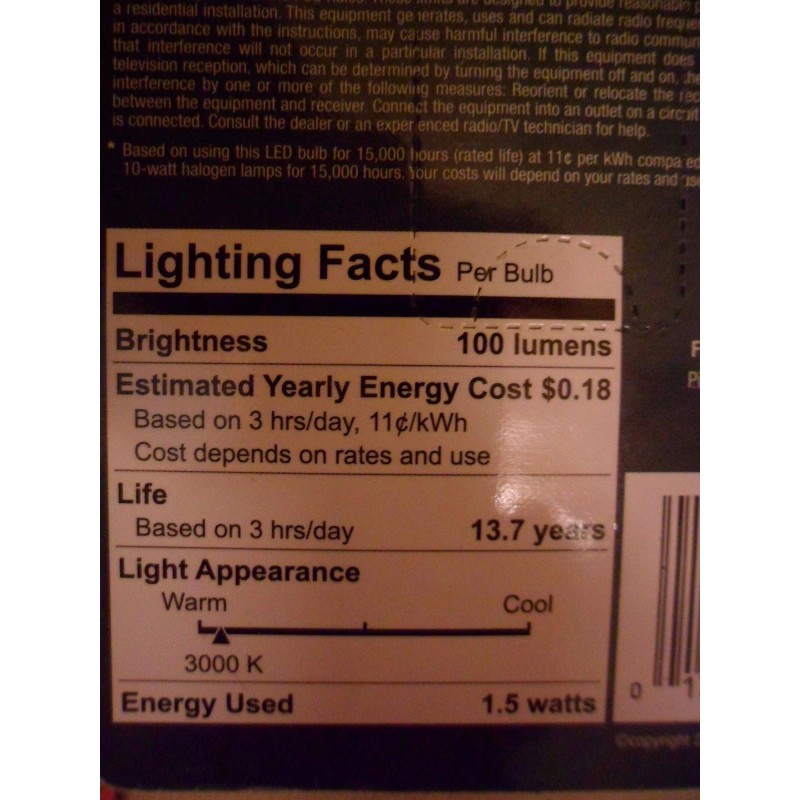 a residential installation. This equipment generates, uses and can radiate radio
in accordance with the instructions, may cause harmful interference to radio
that interference will not occur in a particular installation. If this equipment does
television reception, which can be determined by turning the equipment off and on,
interference by one or more of the following measures: Reorient or relocate the
between the equipment and receiver. Connect the equipment into an outlet on a
is connected. Consult the dealer or an experienced radio/TV technician for help.
* Based on using this LED bulb for 15,000 hours (rated life) at 11¢ per kWh compared
10-watt halogen lamps for 15,000 hours. Your costs will depend on your rates and
Lighting Facts Per Bulb
Brightness 100 lumens
Estimated Yearly Energy Cost $0.18
Based on 3 hrs/day, 11¢/kWh
Cost depends on rates and use
Life
Based on 3 hrs/day 13.7 years
Light Appearance
Warm Cool
3000 K
Energy Used 1.5 watts
0 1
©copyright